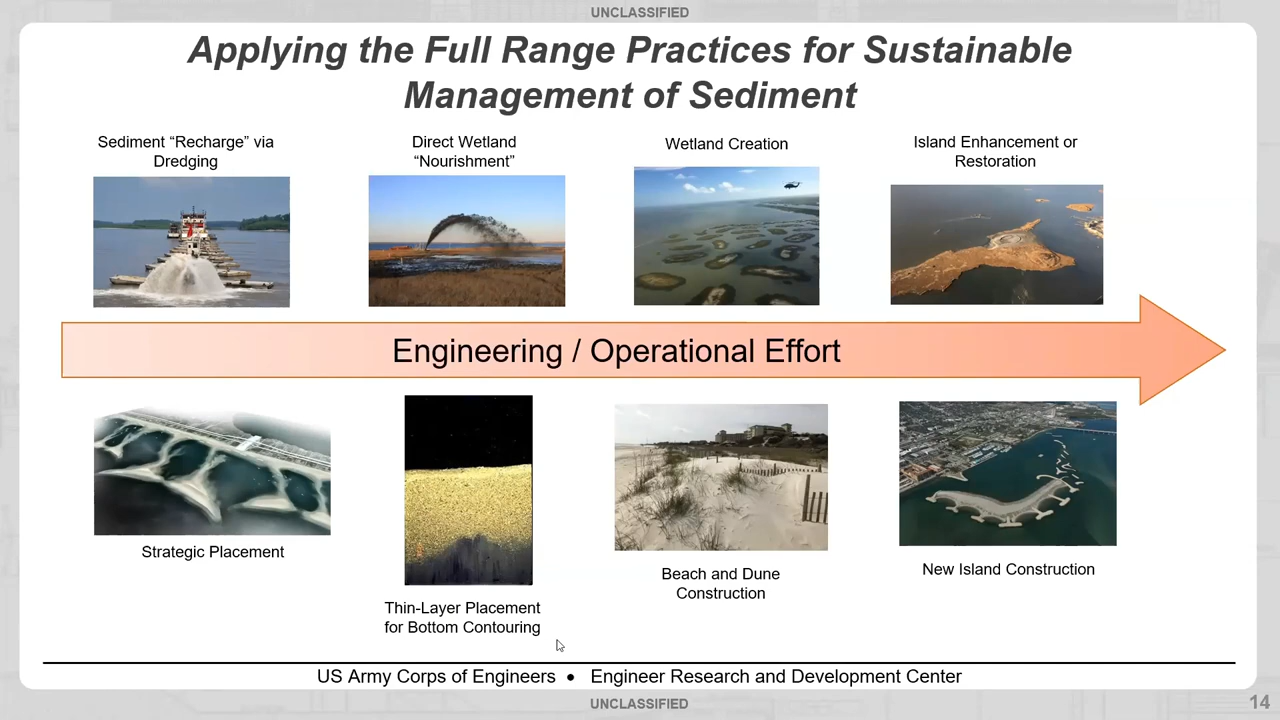 UNCLASSIFIED
Applying the Full Range Practices for Sustainable
Management of Sediment
Sediment “Recharge” via
Dredging
Direct Wetland
“Nourishment”
Wetland Creation
Island Enhancement or
Restoration
Engineering / Operational Effort
Strategic Placement
Thin-Layer Placement
for Bottom Contouring
Beach and Dune
Construction
New Island Construction
US Army Corps of Engineers • Engineer Research and Development Center
UNCLASSIFIED
14